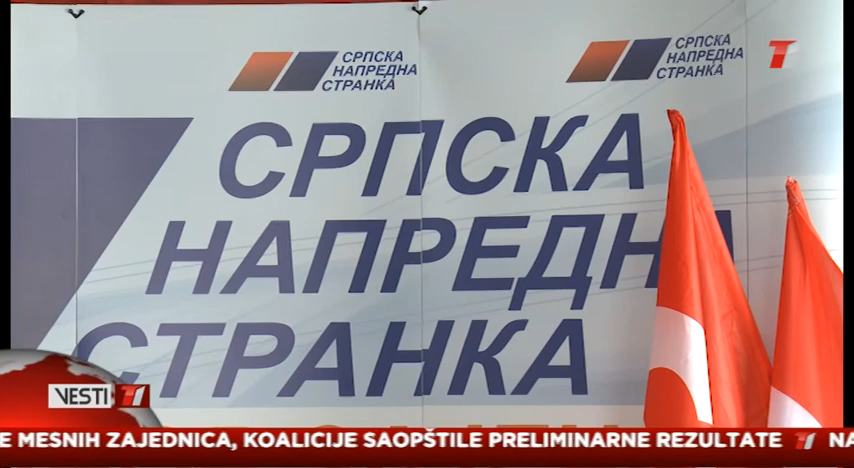 СРПСКА
НАПРЕДНА
СТРАНКА
СРПСКА
НАПРЕДНА
СТРАНКА
СРПСКА
НАПРЕДНА
СТРАНКА
VESTI
MESNIH ZAJEDNICA, KOALICIJE SAOPŠTILE PRELIMINARNE REZULTATE